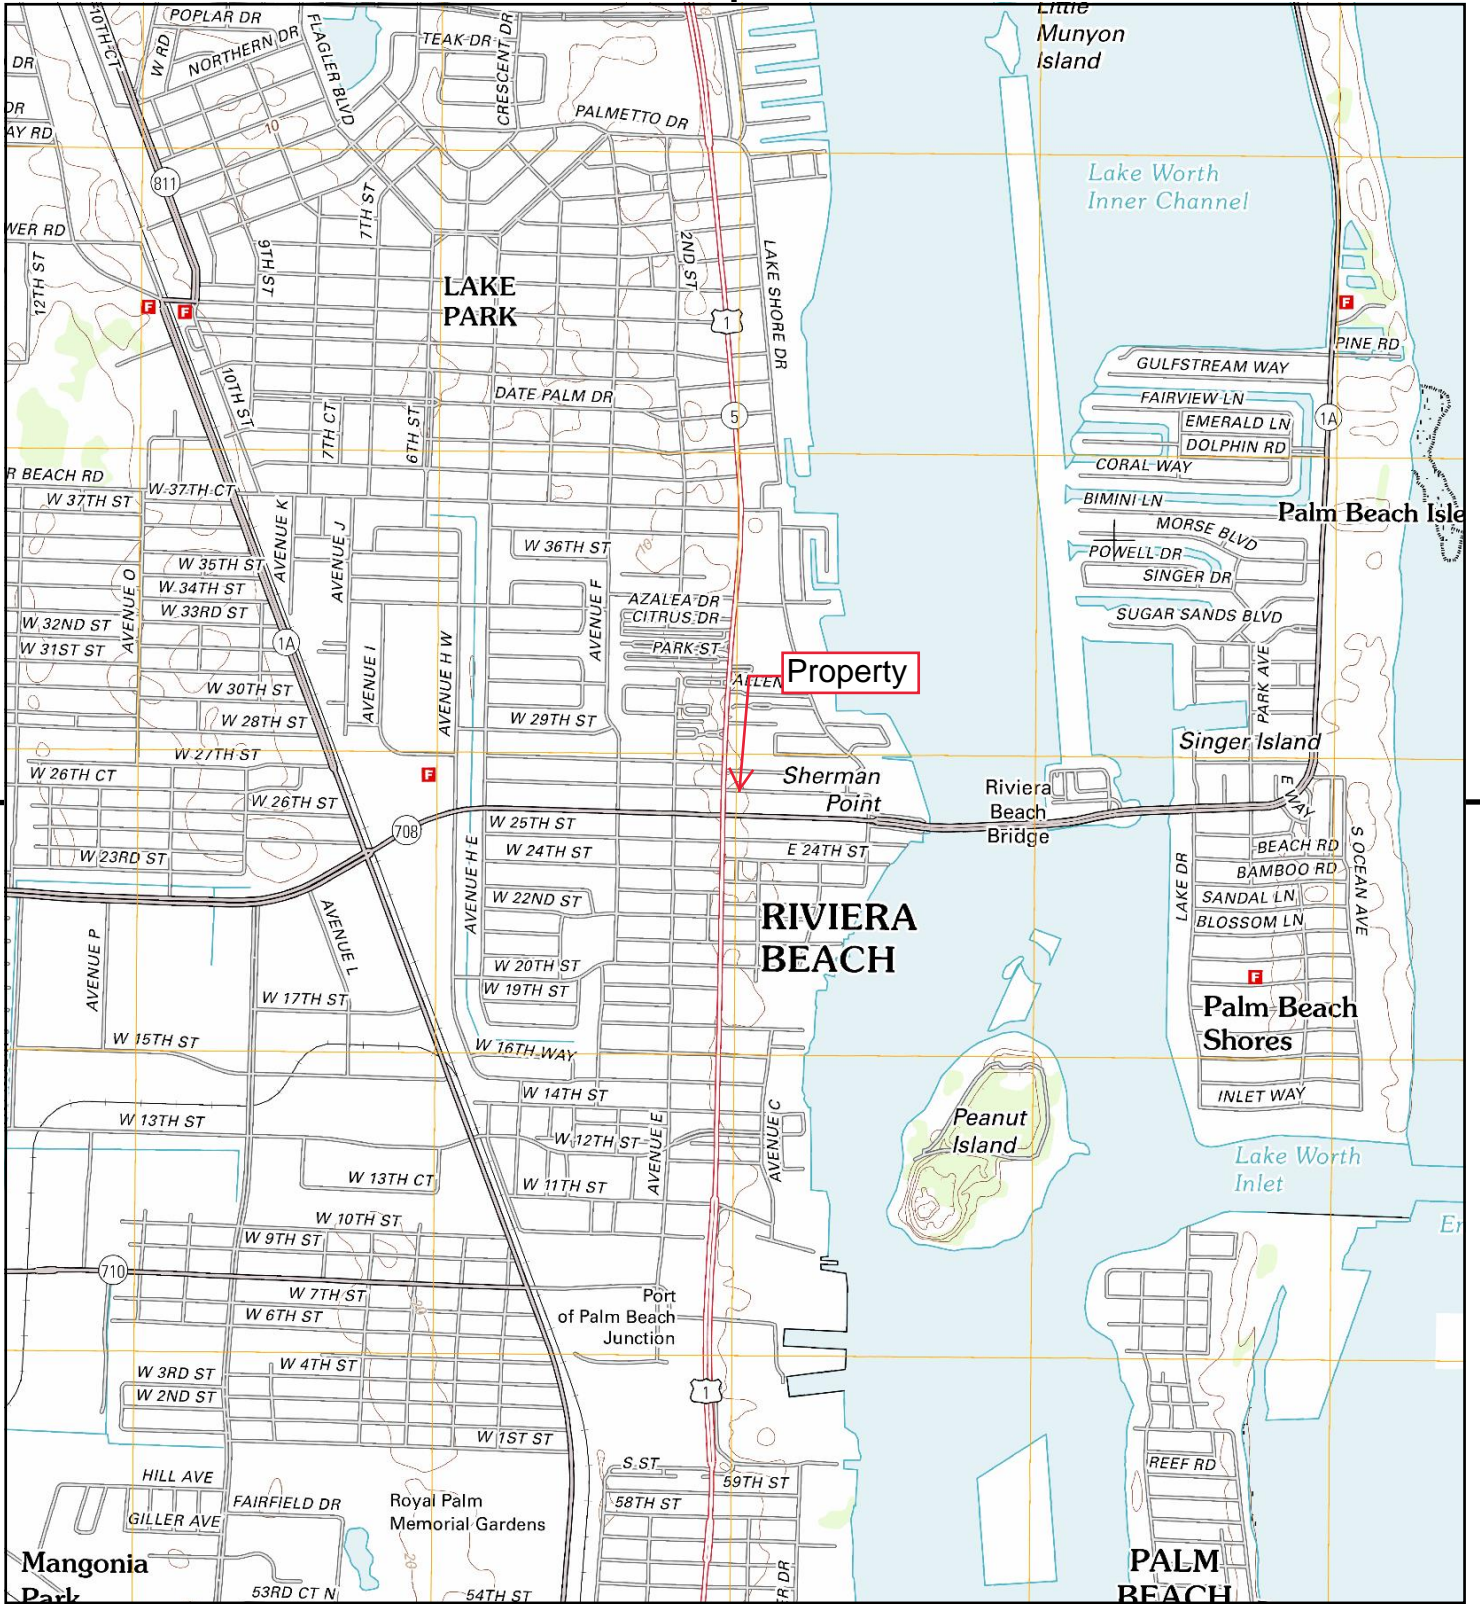 Little
Munyon
Island
10TH CT
POPLAR DR
W RD
NORTHERN DR
FLAGLER BLVD
TEAK DR
CRESCENT DR
PALMETTO DR
DR
DR
AY RD
10
811
Lake Worth
Inner Channel
7TH ST
WER RD
12TH ST
9TH ST
2ND ST
LAKE SHORE DR
LAKE
PARK
F
F
F
1
PINE RD
GULFSTREAM WAY
10TH ST
DATE PALM DR
FAIRVIEW LN
7TH CT
6TH ST
5
EMERALD LN
1A
DOLPHIN RD
R BEACH RD
CORAL WAY
W 37TH CT
W 37TH ST
BIMINI LN
Palm Beach Isle
AVENUE K
AVENUE J
MORSE BLVD
W 36TH ST
10
POWELL DR
W 35TH ST
SINGER DR
W 34TH ST
AVENUE O
AVENUE F
AZALEA DR
W 33RD ST
CITRUS DR
SUGAR SANDS BLVD
W 32ND ST
1A
W 31ST ST
PARK ST
AVENUE I
AVENUE H W
PARK AVE
Property
ALLEN
W 30TH ST
W 28TH ST
W 29TH ST
Singer Island
W 27TH ST
W 26TH CT
F
Sherman
Point
W 26TH ST
Riviera
Beach
Bridge
E WAY
708
W 25TH ST
W 24TH ST
E 24TH ST
BEACH RD
W 23RD ST
AVENUE H E
LAKE DR
BAMBOO RD
S OCEAN AVE
W 22ND ST
SANDAL LN
RIVIERA
BEACH
BLOSSOM LN
AVENUE P
AVENUE L
W 20TH ST
F
W 19TH ST
W 17TH ST
Palm Beach
Shores
W 15TH ST
W 16TH WAY
W 14TH ST
INLET WAY
W 13TH ST
Peanut
Island
W 12TH ST
AVENUE E
AVENUE C
W 13TH CT
W 11TH ST
Lake Worth
Inlet
W 10TH ST
W 9TH ST
710
W 7TH ST
Port
of Palm Beach
Junction
W 6TH ST
W 4TH ST
W 3RD ST
W 2ND ST
1
W 1ST ST
S ST
59TH ST
REEF RD
HILL AVE
FAIRFIELD DR
Royal Palm
Memorial Gardens
58TH ST
GILLER AVE
Mangonia
Park
20
53RD CT N
54TH ST
PALM
BEACH